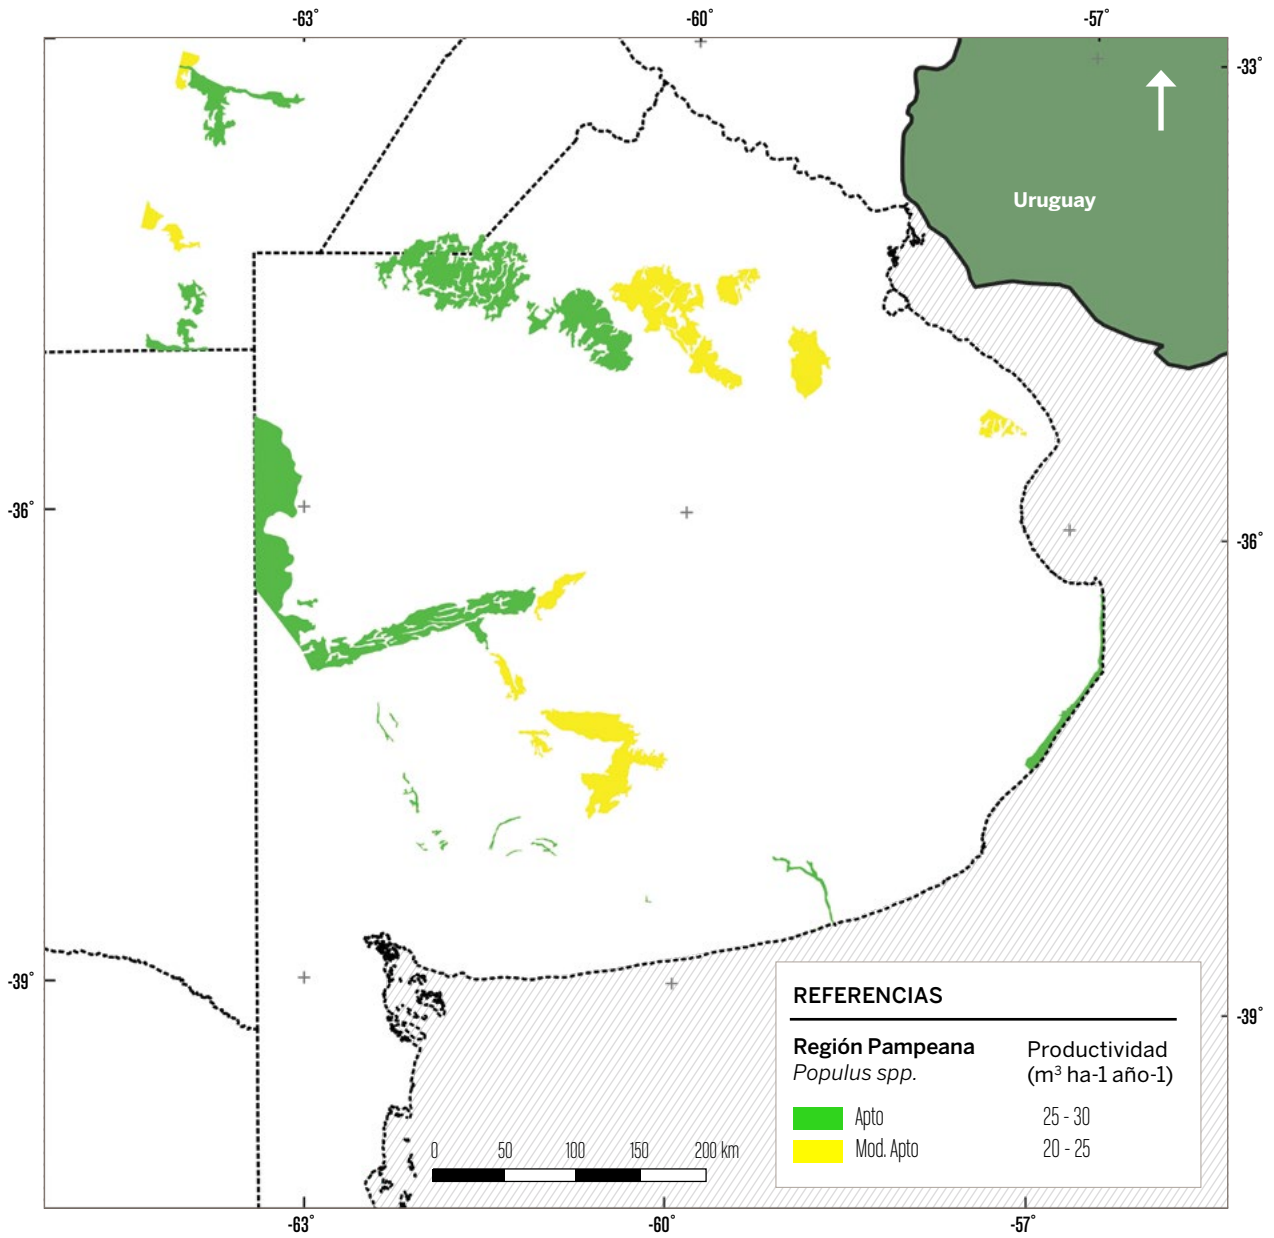 -63°
-60°
-57°
-33°
Uruguay
-36°
-36°
-39°
-39°
REFERENCIAS
Región Pampeana
Populus spp.
Productividad
(m³ ha-1 año-1)
Apto
25 - 30
Mod. Apto
20 - 25
0
50
100
150
200 km
-63°
-60°
-57°